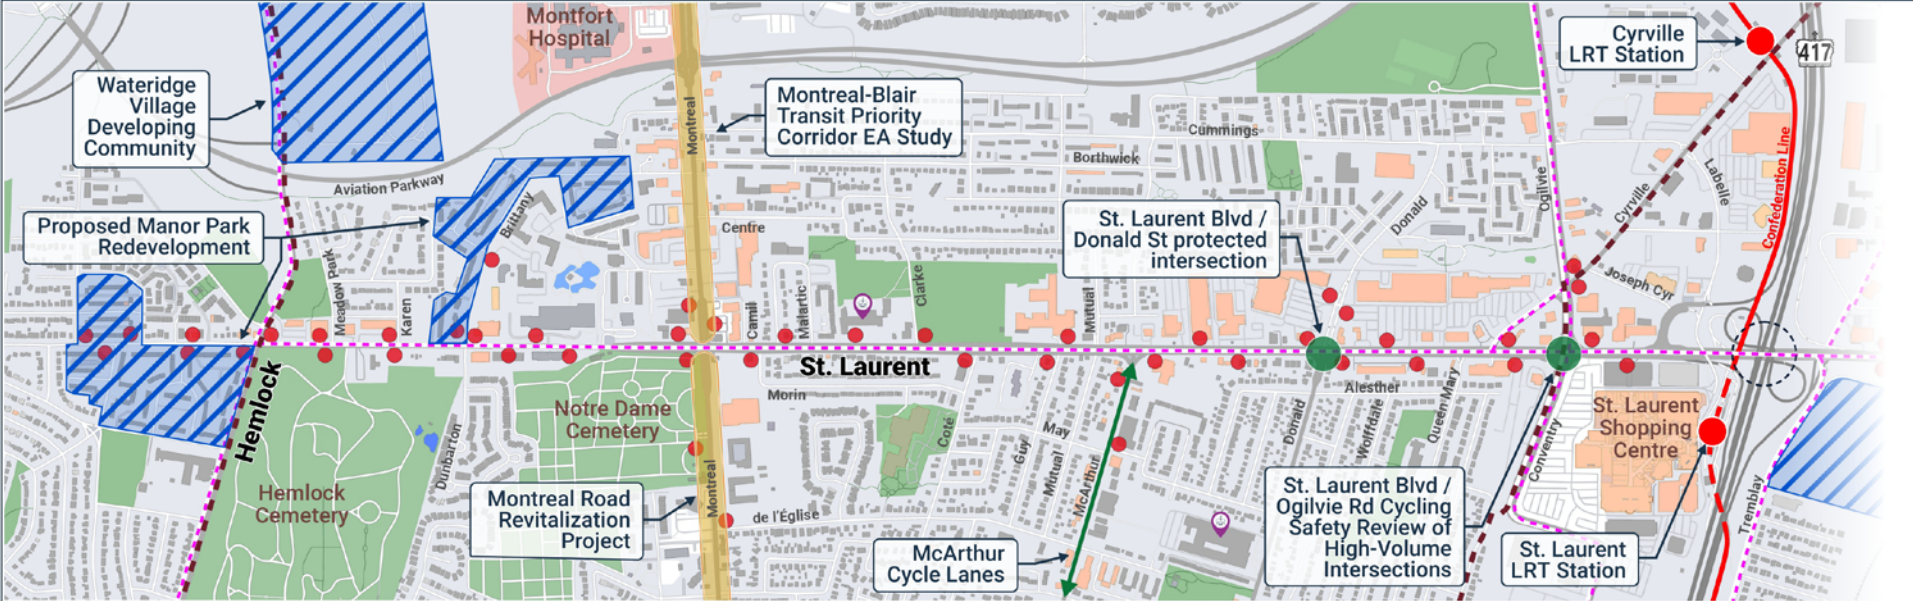 Montfort
Hospital
Cyrville
LRT Station
417
Wateridge
Village
Developing
Community
Montreal
Montreal-Blair
Transit Priority
Corridor EA Study
Cummings
Borthwick
Aviation Parkway
Brittany
Ogilvie
Cyrville
Labelle
Confederation Line
Proposed Manor Park
Redevelopment
Centre
St. Laurent Blvd /
Donald St protected
intersection
Donald
Meadow Park
Karen
Camil
Malartic
Clarke
Mutual
Joseph Cyr
St. Laurent
Hemlock
Morin
Alesther
Notre Dame
Cemetery
Dunbarton
Coté
Guy
May
Mutual
McArthur
Donald
Wolffdale
Queen Mary
Coventry
St. Laurent
Shopping
Centre
Tremblay
Hemlock
Cemetery
Montreal Road
Revitalization
Project
Montreal
de l'Église
McArthur
Cycle Lanes
St. Laurent Blvd /
Ogilvie Rd Cycling
Safety Review of
High-Volume
Intersections
St. Laurent
LRT Station